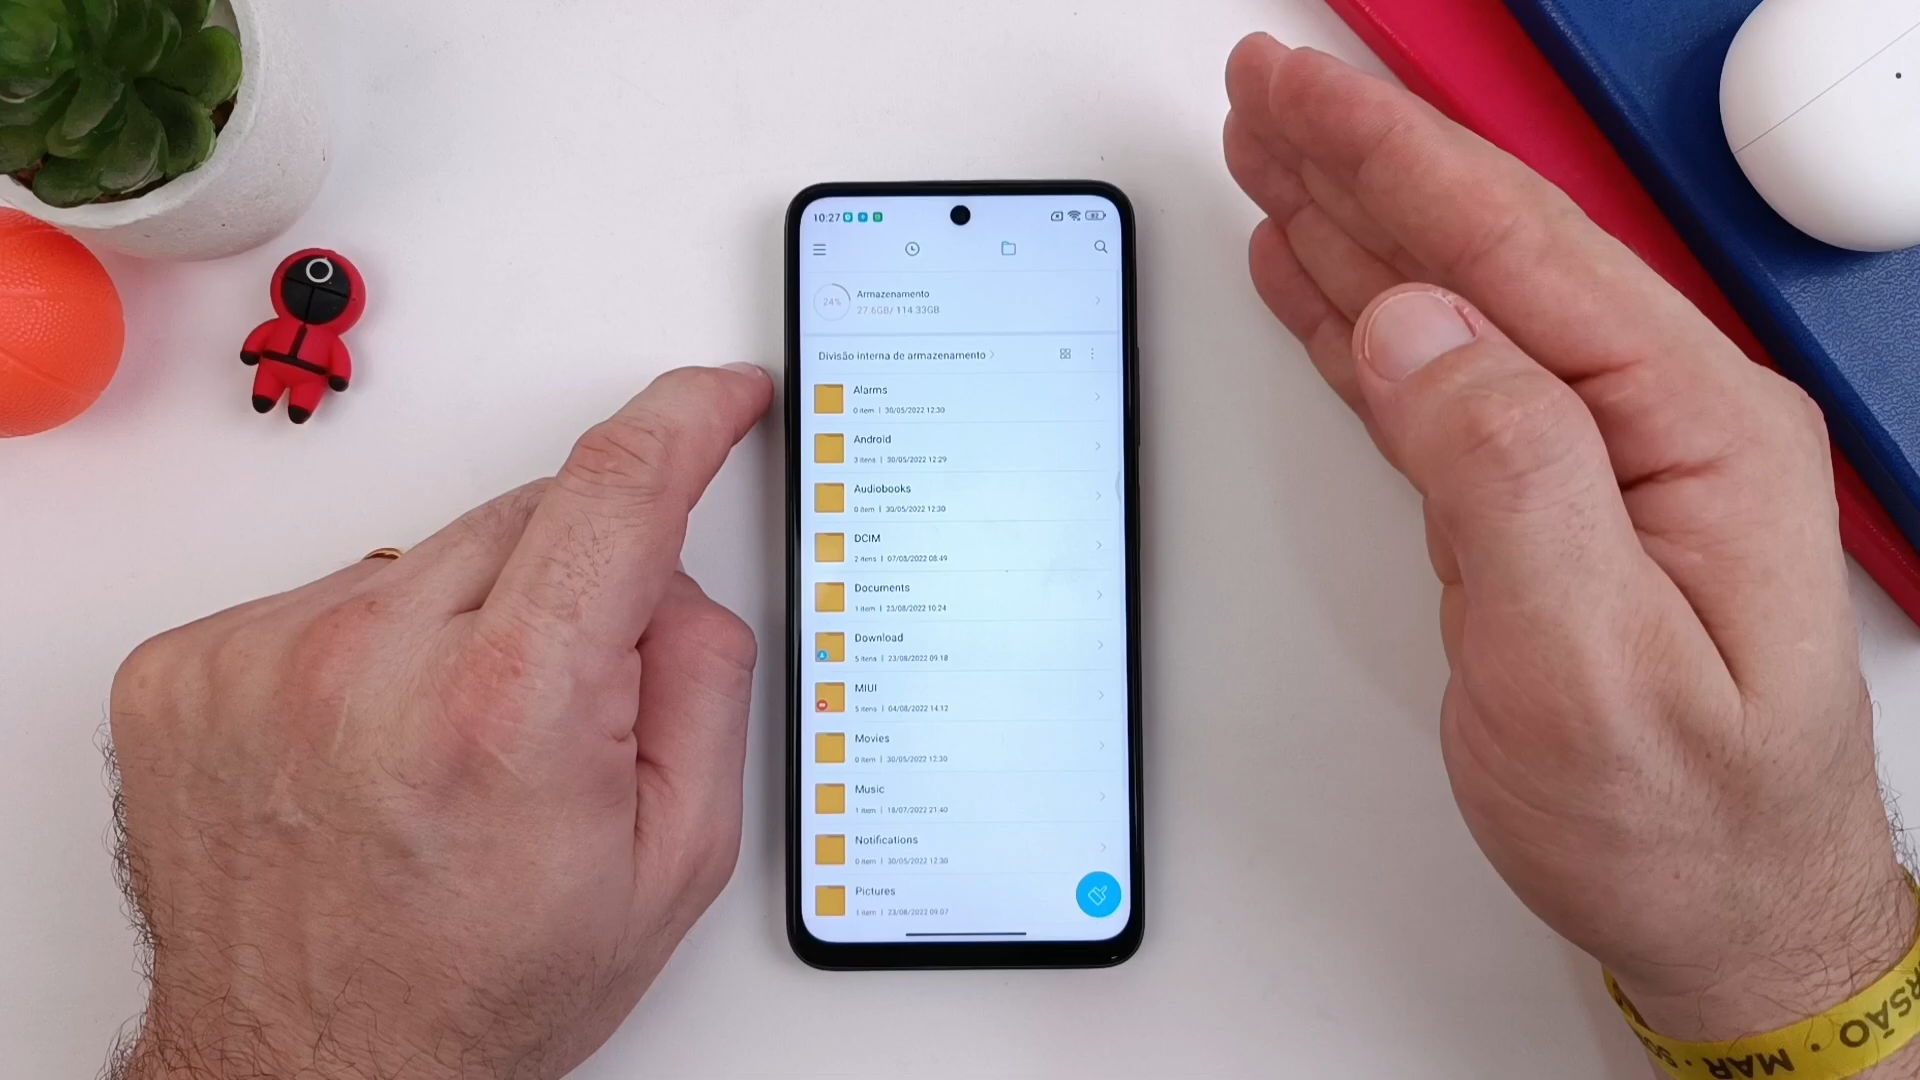 10:27
82
24%
Armazenamento
27.6GB/ 114.33GB
Divisão interna de armazenamento
Alarms
0 item | 30/05/2022 12:30
Android
3 itens | 30/05/2022 12:29
Audiobooks
0 item | 30/05/2022 12:30
DCIM
2 itens | 07/08/2022 08:49
Documents
1 item | 23/08/2022 10:24
Download
5 itens | 23/08/2022 09:18
MIUI
5 itens | 04/08/2022 14:12
Movies
0 item | 30/05/2022 12:30
Music
1 item | 18/07/2022 21:40
Notifications
0 item | 30/05/2022 12:30
Pictures
1 item | 23/08/2022 09:07
RSÃO • MAR • SO